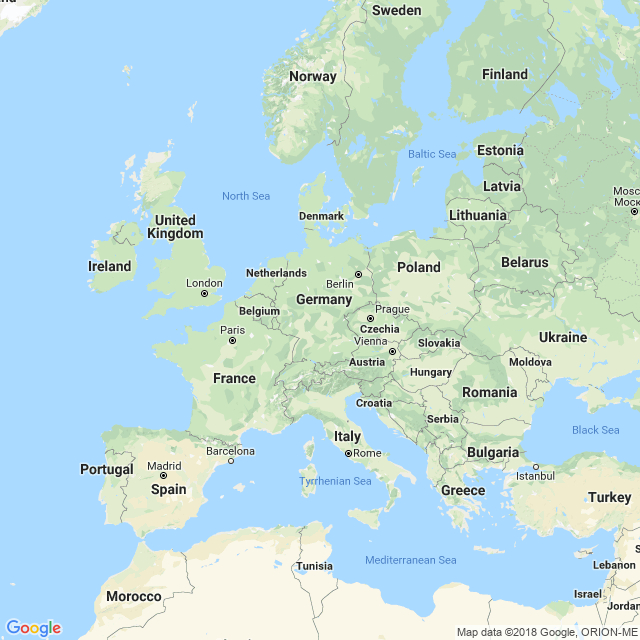 Sweden
Norway
Finland
Baltic Sea
Estonia
Latvia
Mosc
Моск
North Sea
Denmark
Lithuania
United
Kingdom
Ireland
London
Netherlands
Berlin
Poland
Belarus
Germany
Belgium
Prague
Czechia
Paris
Vienna
Slovakia
Ukraine
Austria
Moldova
France
Hungary
Romania
Croatia
Serbia
Black Sea
Italy
Rome
Bulgaria
Barcelona
Portugal
Madrid
Spain
Tyrrhenian Sea
Greece
Istanbul
Turkey
Mediterranean Sea
Tunisia
Lebanon
Morocco
Israel
Jordan
Google
Map data ©2018 Google, ORION-ME